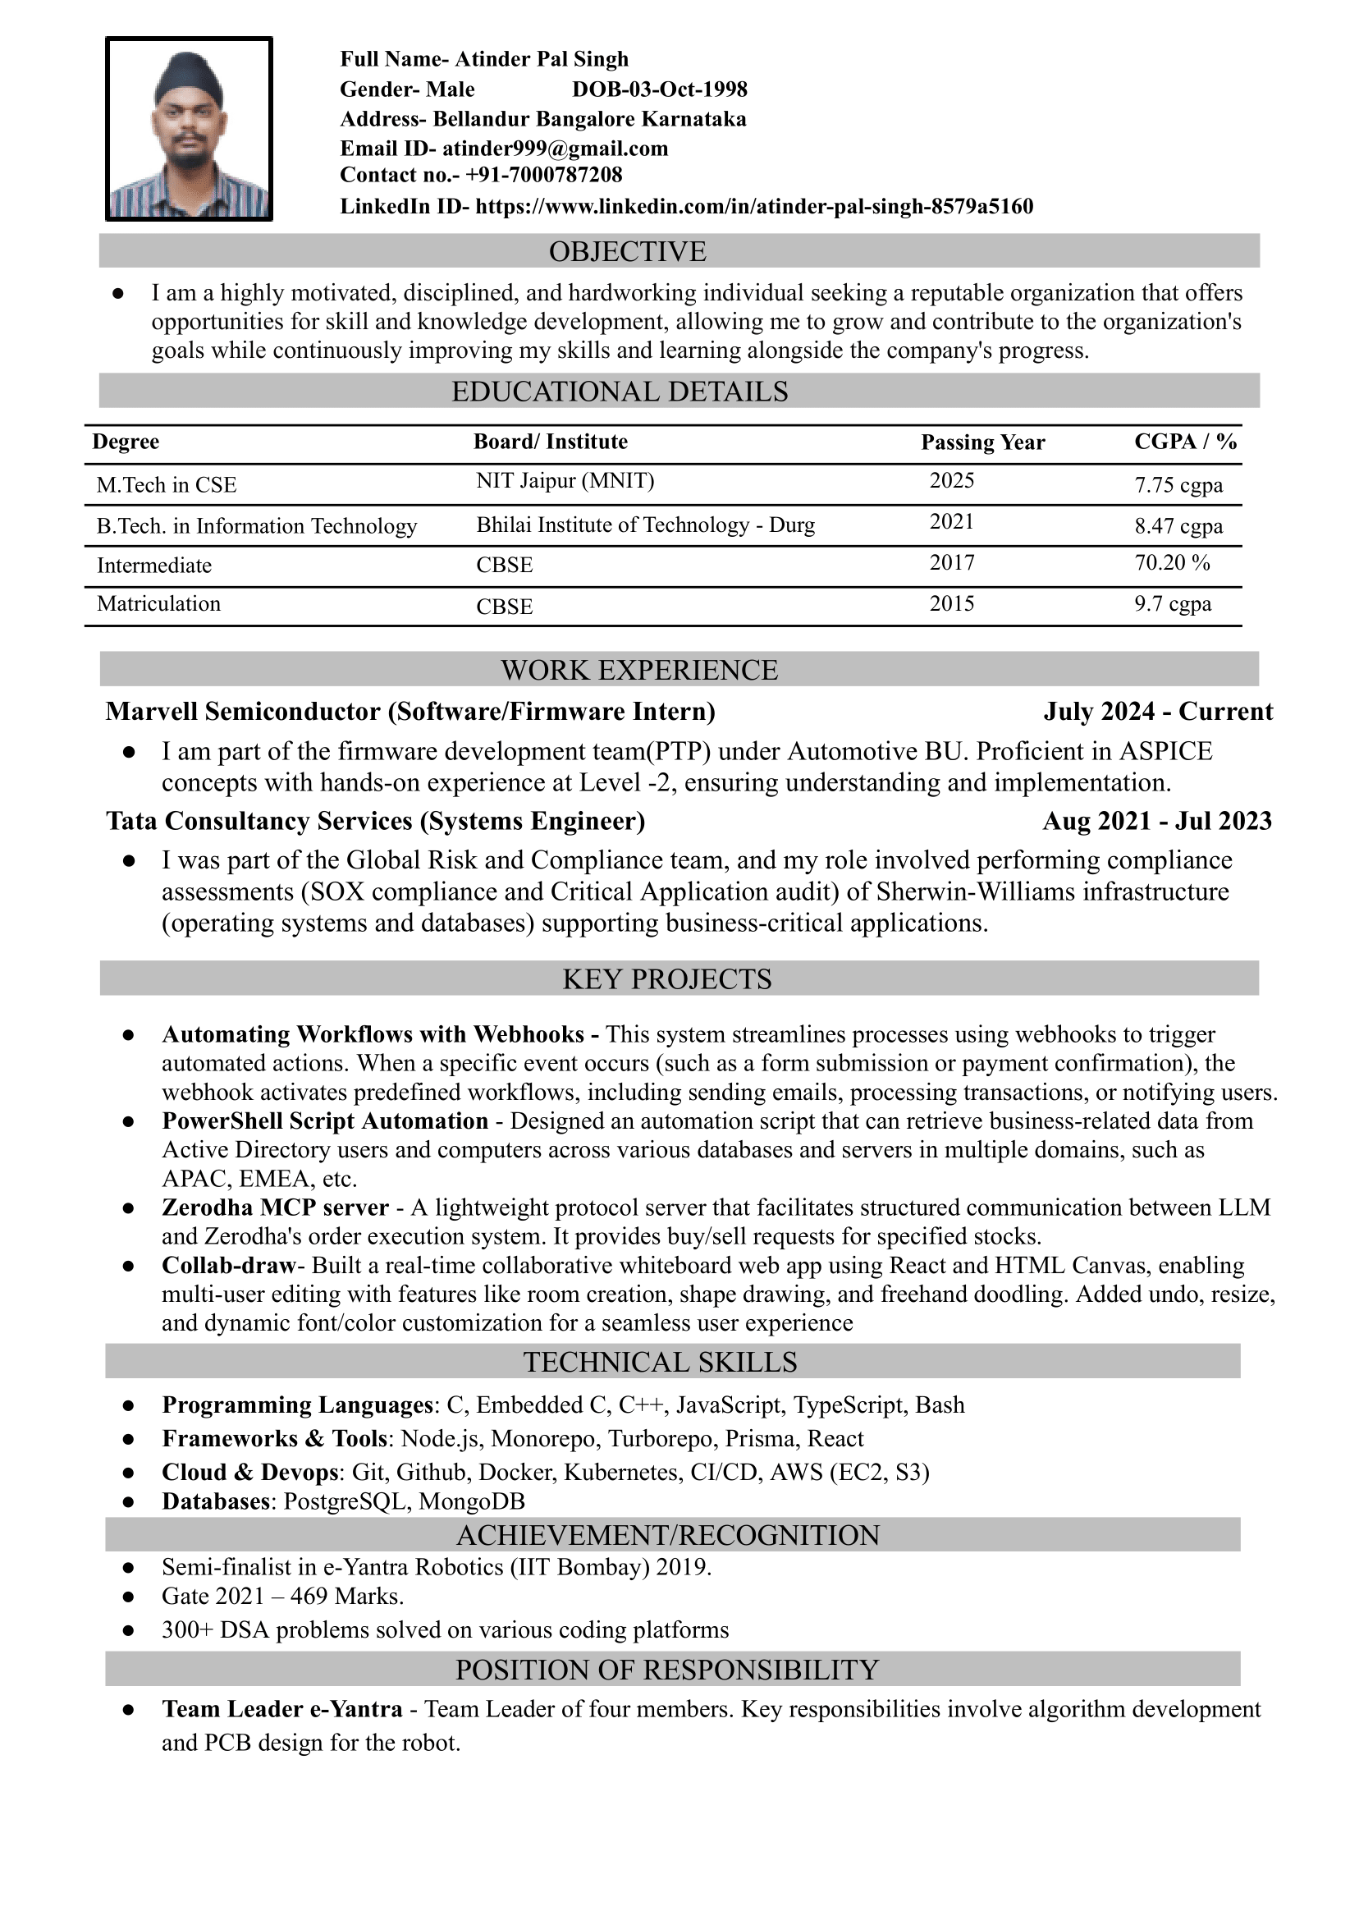 Full Name- Atinder Pal Singh
Gender- Male DOB-03-Oct-1998
Address- Bellandur Bangalore Karnataka
Email ID- atinder999@gmail.com
Contact no.- +91-7000787208
LinkedIn ID- https://www.linkedin.com/in/atinder-pal-singh-8579a5160
OBJECTIVE
● I am a highly motivated, disciplined, and hardworking individual seeking a reputable organization that offers
opportunities for skill and knowledge development, allowing me to grow and contribute to the organization's
goals while continuously improving my skills and learning alongside the company's progress.
EDUCATIONAL DETAILS
Degree Board/ Institute Passing Year CGPA / %
M.Tech in CSE NIT Jaipur (MNIT) 2025 7.75 cgpa
B.Tech. in Information Technology Bhilai Institute of Technology - Durg 2021 8.47 cgpa
Intermediate CBSE 2017 70.20 %
Matriculation CBSE 2015 9.7 cgpa
WORK EXPERIENCE
Marvell Semiconductor (Software/Firmware Intern) July 2024 - Current
● I am part of the firmware development team(PTP) under Automotive BU. Proficient in ASPICE
concepts with hands-on experience at Level -2, ensuring understanding and implementation.
Tata Consultancy Services (Systems Engineer) Aug 2021 - Jul 2023
● I was part of the Global Risk and Compliance team, and my role involved performing compliance
assessments (SOX compliance and Critical Application audit) of Sherwin-Williams infrastructure
(operating systems and databases) supporting business-critical applications.
KEY PROJECTS
● Automating Workflows with Webhooks - This system streamlines processes using webhooks to trigger
automated actions. When a specific event occurs (such as a form submission or payment confirmation), the
webhook activates predefined workflows, including sending emails, processing transactions, or notifying users.
● PowerShell Script Automation - Designed an automation script that can retrieve business-related data from
Active Directory users and computers across various databases and servers in multiple domains, such as
APAC, EMEA, etc.
● Zerodha MCP server - A lightweight protocol server that facilitates structured communication between LLM
and Zerodha's order execution system. It provides buy/sell requests for specified stocks.
● Collab-draw- Built a real-time collaborative whiteboard web app using React and HTML Canvas, enabling
multi-user editing with features like room creation, shape drawing, and freehand doodling. Added undo, resize,
and dynamic font/color customization for a seamless user experience
TECHNICAL SKILLS
● Programming Languages: C, Embedded C, C++, JavaScript, TypeScript, Bash
● Frameworks & Tools: Node.js, Monorepo, Turborepo, Prisma, React
● Cloud & Devops: Git, Github, Docker, Kubernetes, CI/CD, AWS (EC2, S3)
● Databases: PostgreSQL, MongoDB
ACHIEVEMENT/RECOGNITION
● Semi-finalist in e-Yantra Robotics (IIT Bombay) 2019.
● Gate 2021 – 469 Marks.
● 300+ DSA problems solved on various coding platforms
POSITION OF RESPONSIBILITY
● Team Leader e-Yantra - Team Leader of four members. Key responsibilities involve algorithm development
and PCB design for the robot.